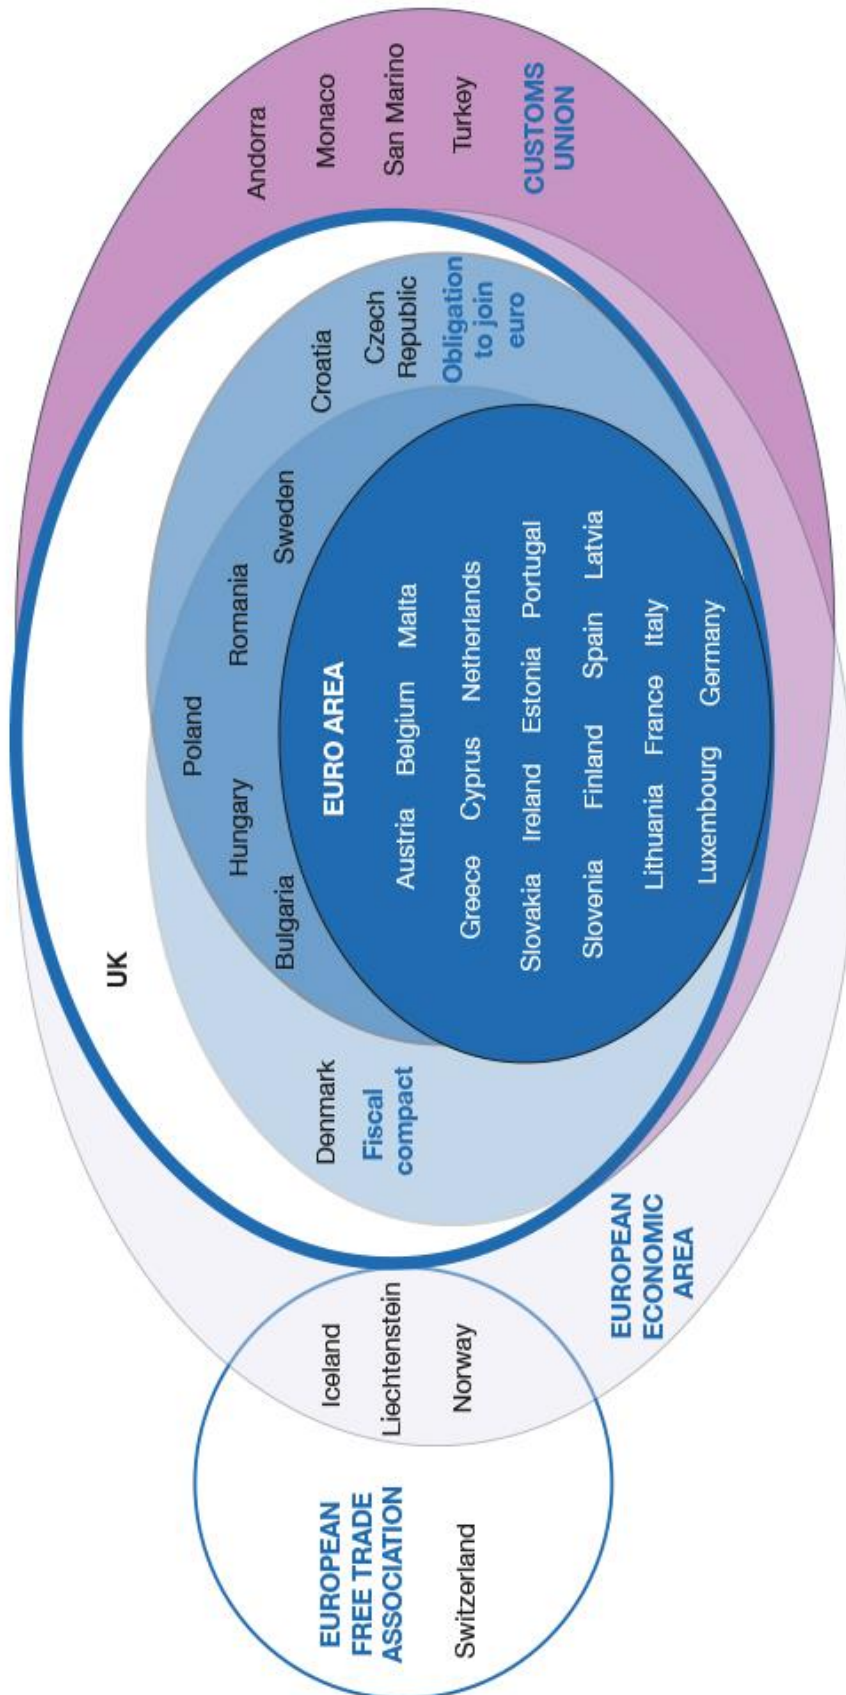 EUROPEAN
FREE TRADE
ASSOCIATION
Switzerland
Iceland
Liechtenstein
Norway
EUROPEAN
ECONOMIC
AREA
UK
Denmark
Fiscal
compact
Poland
Hungary
Romania
Bulgaria
Sweden
Croatia
Czech
Republic
Obligation
to join
euro
EURO AREA
Austria Belgium Malta
Greece Cyprus Netherlands
Slovakia Ireland Estonia Portugal
Slovenia Finland Spain Latvia
Lithuania France Italy
Luxembourg Germany
Andorra
Monaco
San Marino
Turkey
CUSTOMS
UNION